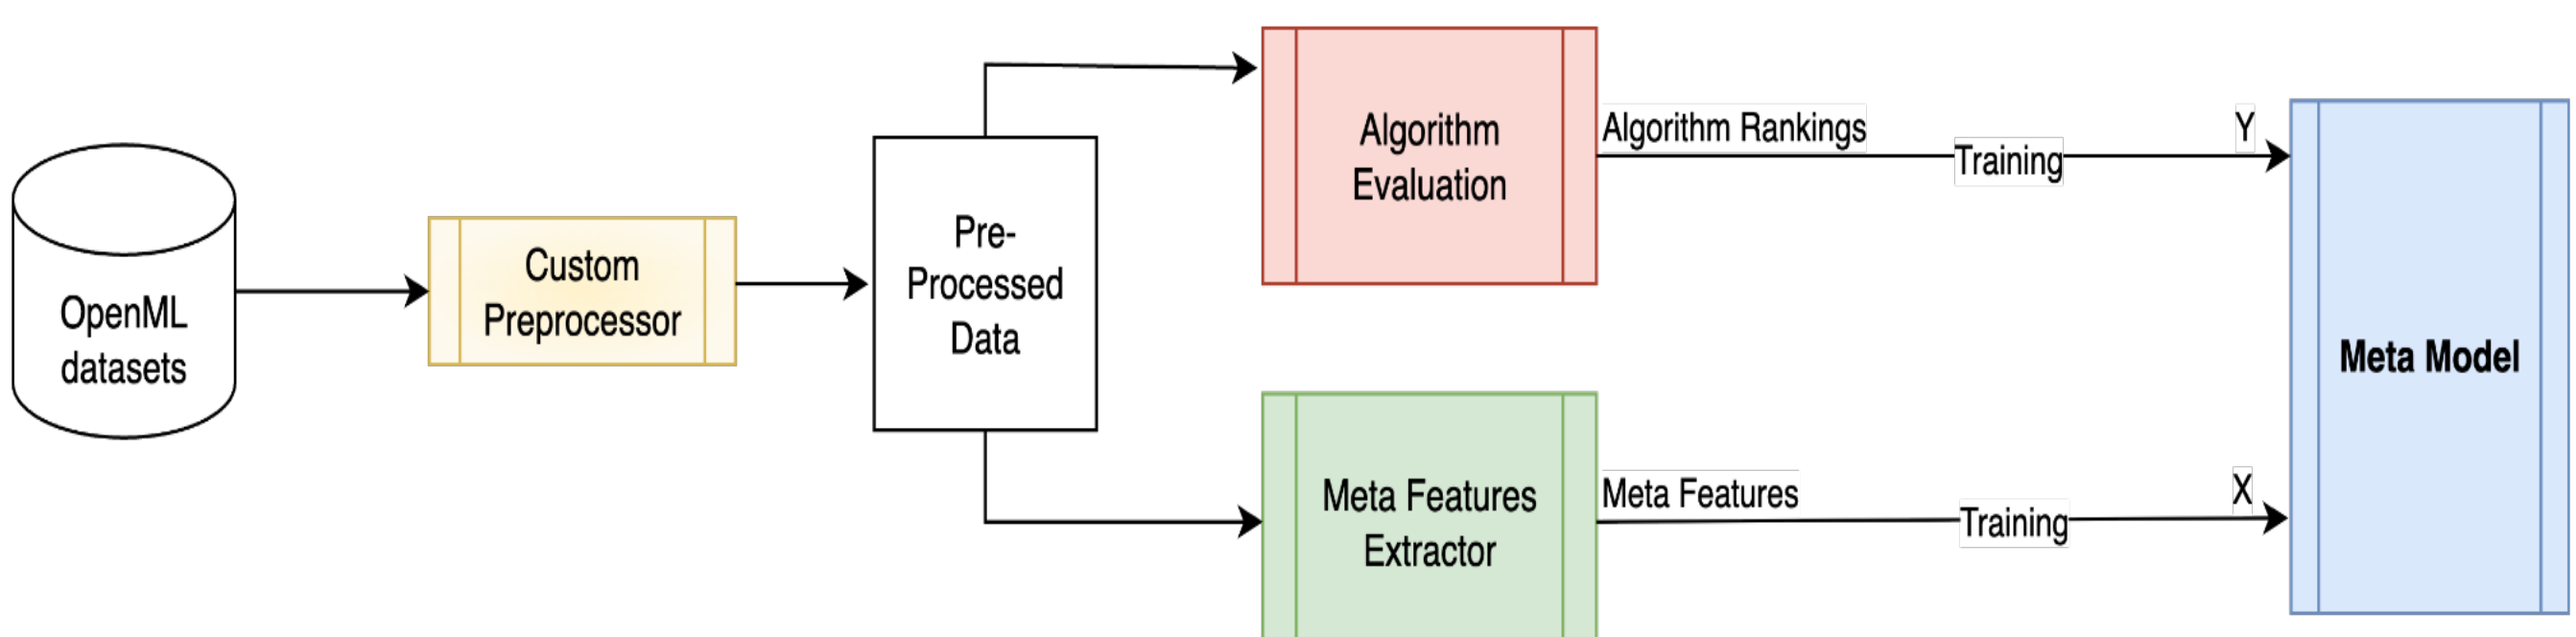 OpenML
datasets
Custom
Preprocessor
Pre-
Processed
Data
Algorithm
Evaluation
Algorithm Rankings
Training
Y
Meta Features
Extractor
Meta Features
Training
X
Meta Model